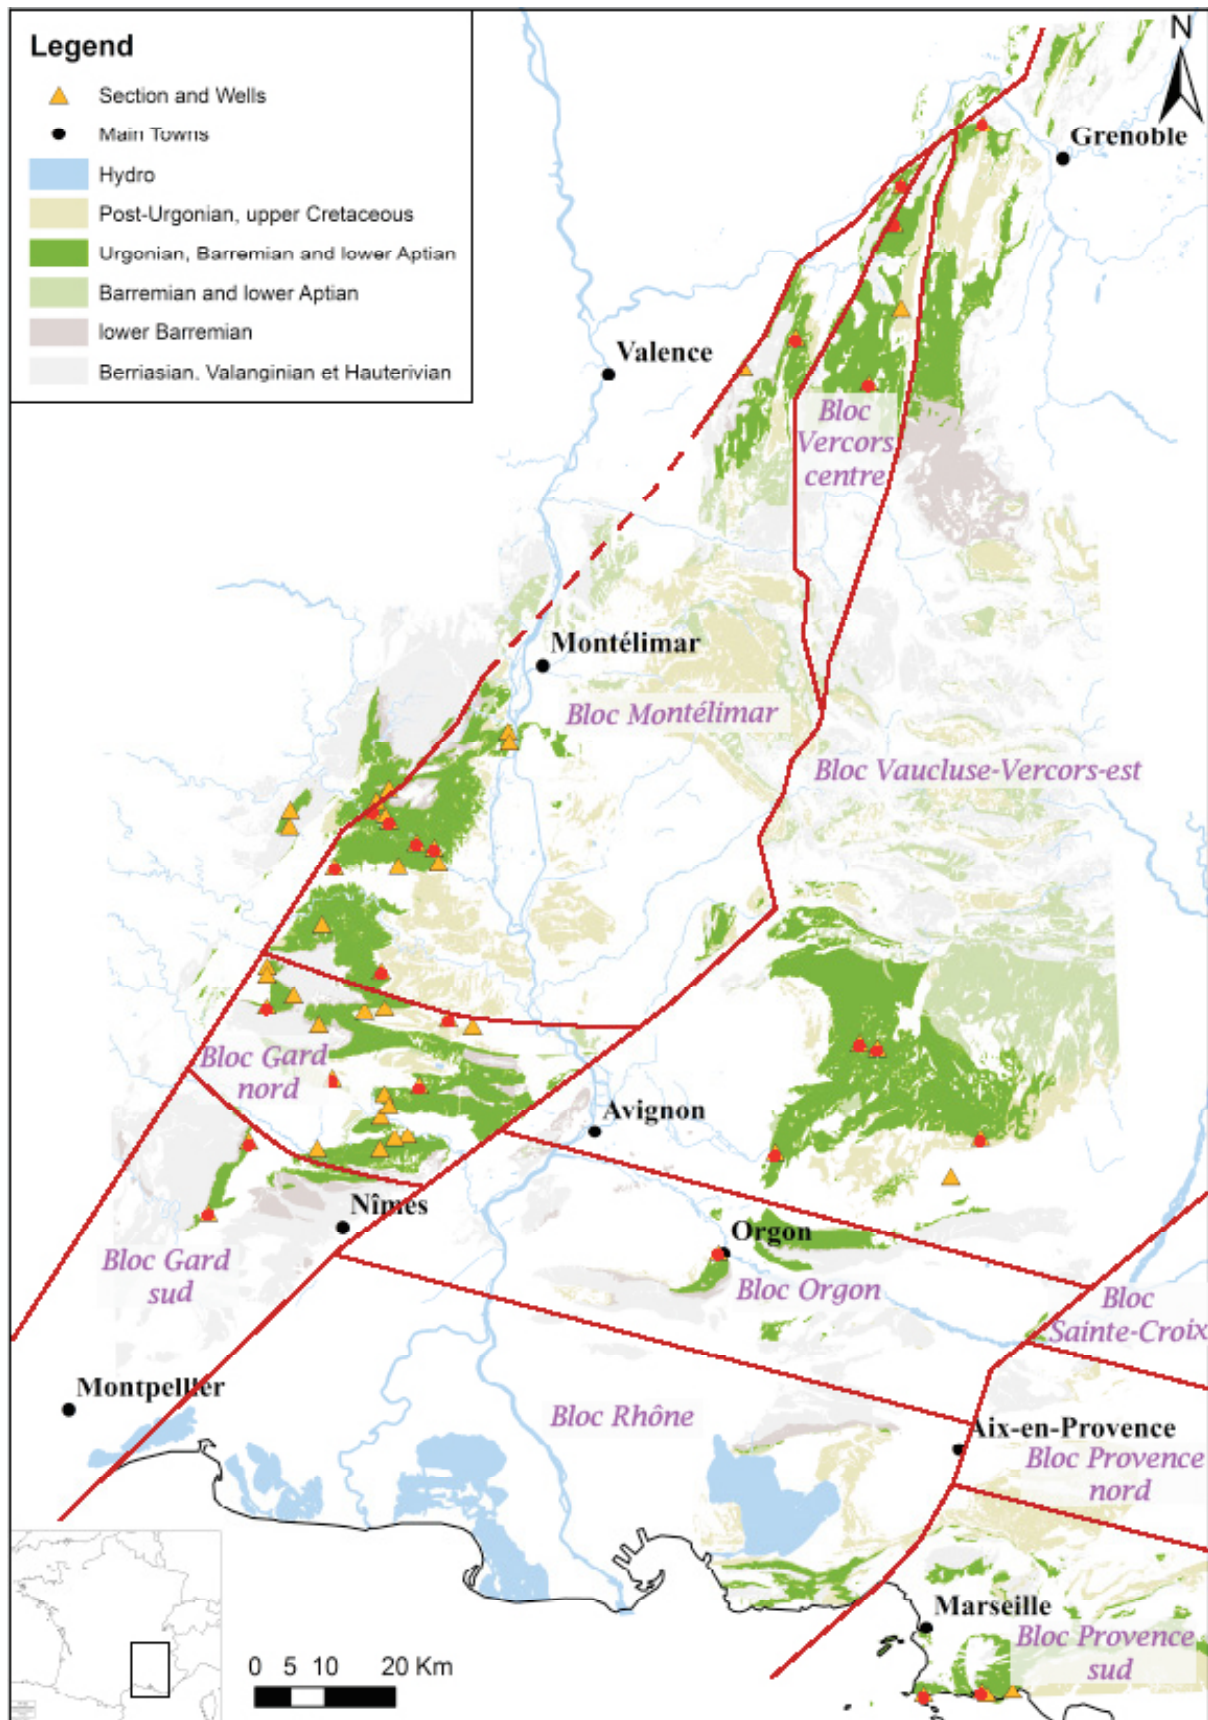 Legend
Section and Wells
Main Towns
Hydro
Post-Urgonian, upper Cretaceous
Urgonian, Barremian and lower Aptian
Barremian and lower Aptian
lower Barremian
Berriasian, Valanginian et Hauterivian
N
Grenoble
Valence
Bloc
Vercors
centre
Montélimar
Bloc Montélimar
Bloc Vaucluse-Vercors-est
Bloc Gard
nord
Avignon
Nîmes
Orgon
Bloc Gard
sud
Bloc Orgon
Bloc
Sainte-Croix
Montpellier
Bloc Rhône
Aix-en-Provence
Bloc Provence
nord
Marseille
Bloc Provence
sud
0 5 10 20 Km